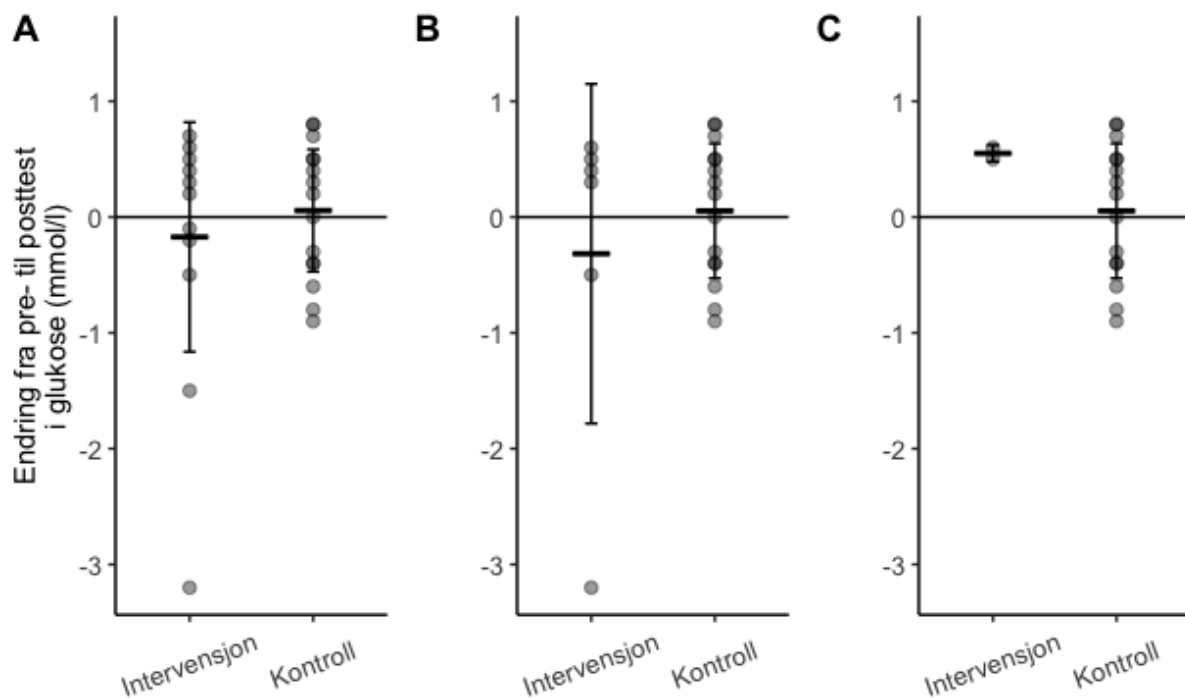 A
B
C
Endring fra pre- til posttest
i glukose (mmol/l)
1
0
-1
-2
-3
Intervensjon
Kontroll
1
0
-1
-2
-3
Intervensjon
Kontroll
1
0
-1
-2
-3
Intervensjon
Kontroll